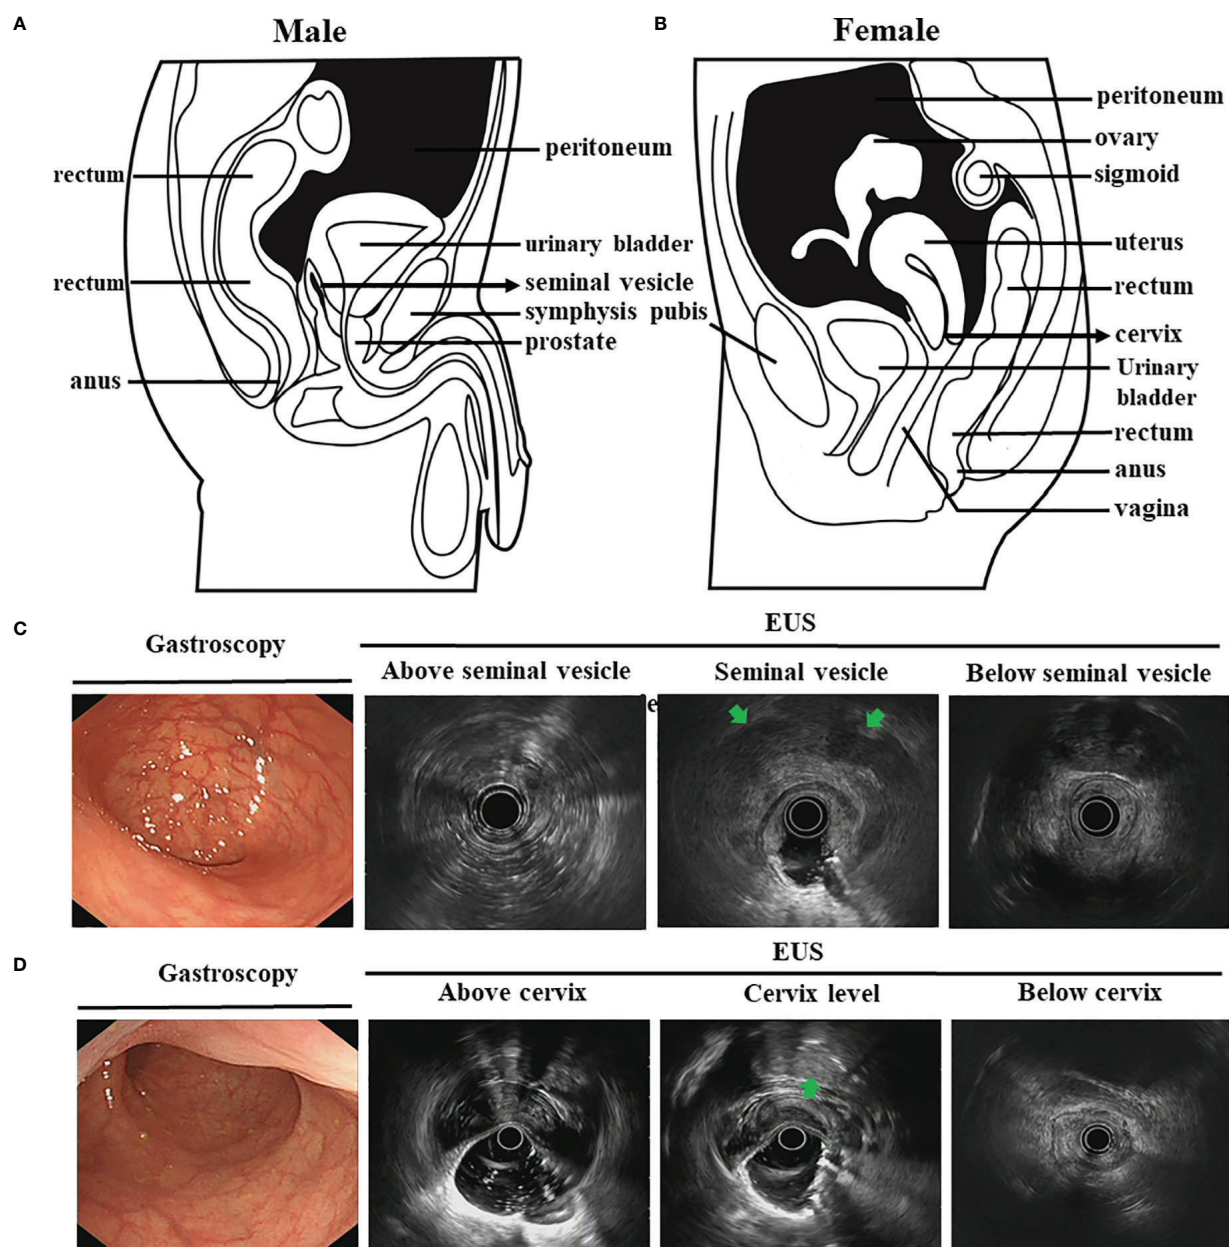 A
Male
rectum
rectum
anus
peritoneum
urinary bladder
seminal vesicle
symphysis pubis
prostate
B
Female
peritoneum
ovary
sigmoid
uterus
rectum
cervix
Urinary
bladder
rectum
anus
vagina
C
Gastroscopy
EUS
Above seminal vesicle
Seminal vesicle
Below seminal vesicle
e
D
Gastroscopy
EUS
Above cervix
Cervix level
Below cervix